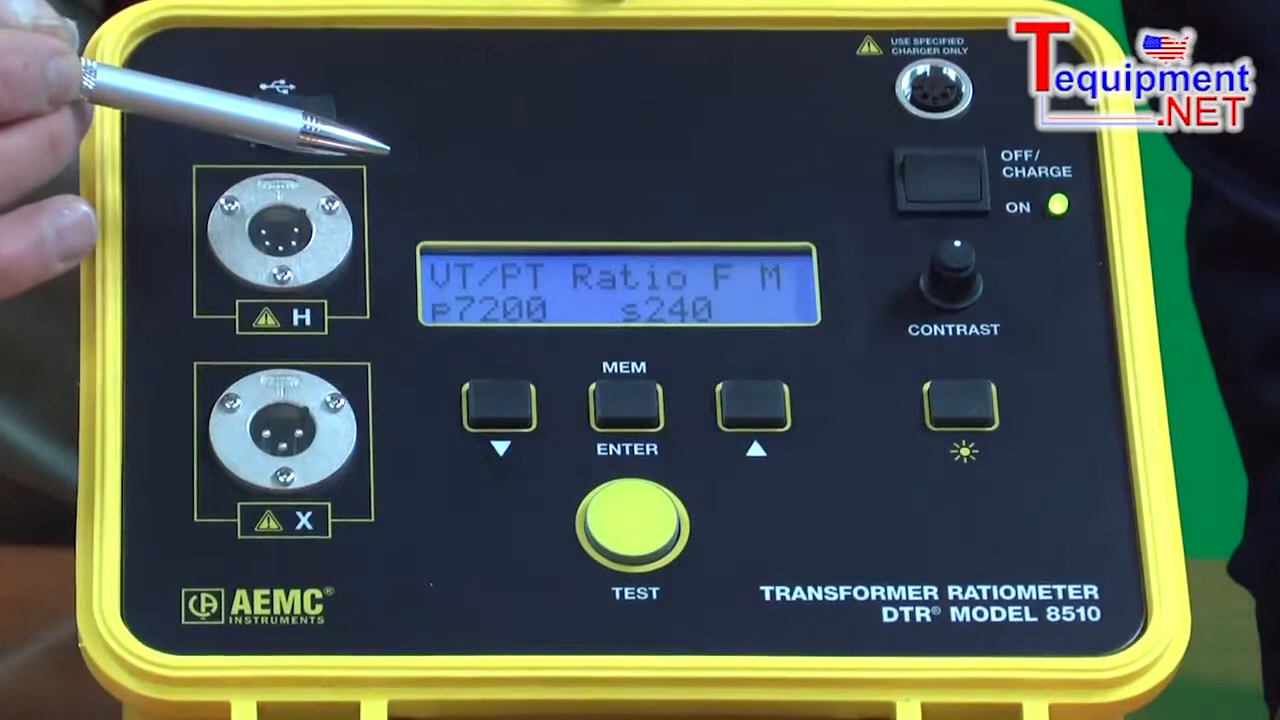 USE SPECIFIED
CHARGER ONLY
Tequipment
.NET
OFF/
CHARGE
ON
VT/PT Ratio F M
p7200 s240
H
CONTRAST
MEM
ENTER
X
TEST
AEMC®
INSTRUMENTS
TRANSFORMER RATIOMETER
DTR® MODEL 8510